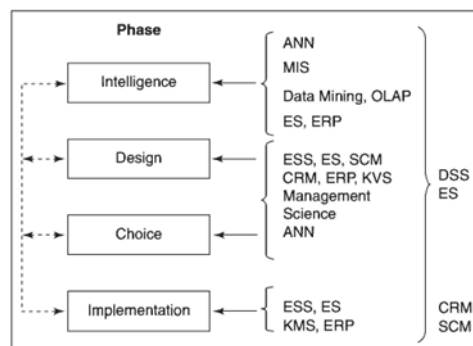 Phase
Intelligence
ANN
MIS
Data Mining, OLAP
ES, ERP
Design
ESS, ES, SCM
CRM, ERP, KVS
Management
Science
ANN
Choice
DSS
ES
Implementation
ESS, ES
KMS, ERP
CRM
SCM